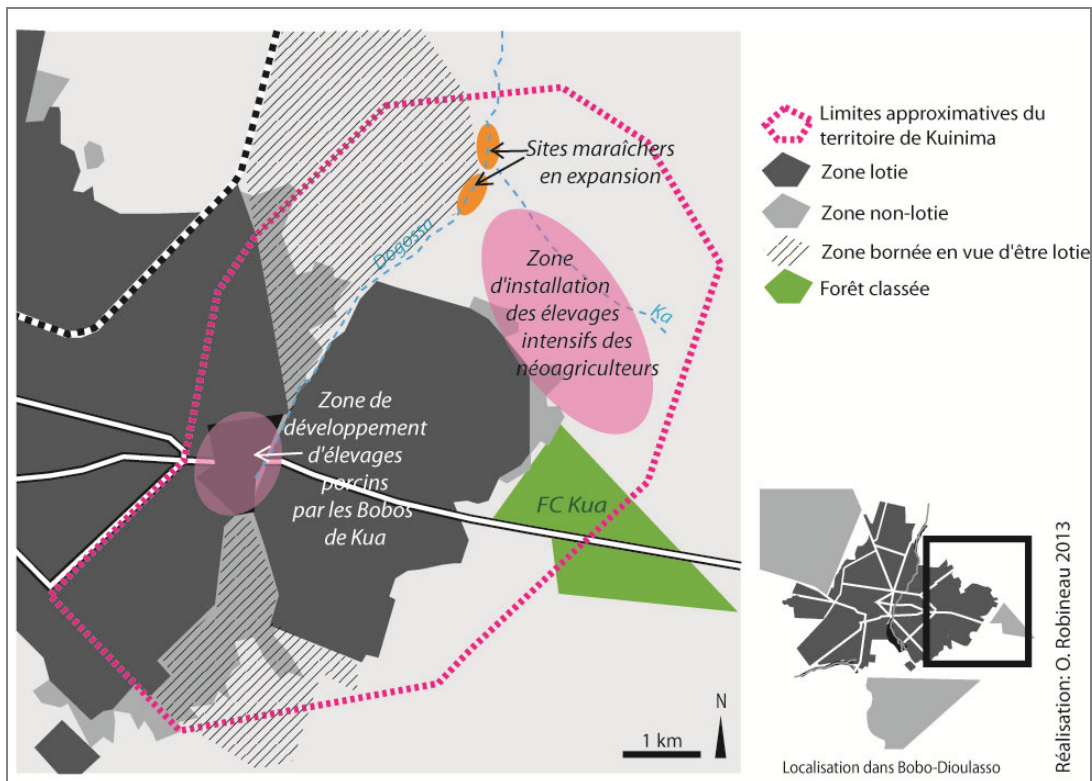 Sites maraîchers
en expansion
Dogossa
Zone
d'installation
des élevages
intensifs des
néoagriculteurs
Ka
Zone de
développement
d'élevages
porcins
par les Bobos
de Kua
FC Kua
N
1 km
Limites approximatives du
territoire de Kuinima
Zone lotie
Zone non-lotie
Zone bornée en vue d'être lotie
Forêt classée
Localisation dans Bobo-Dioulasso
Réalisation: O. Robineau 2013